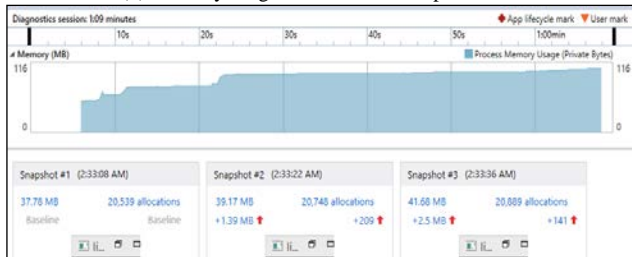 Diagnostics session: 1:09 minutes
App lifecycle mark
User mark
10s 20s 30s 40s 50s 1:00min
Memory (MB)
Process Memory Usage (Private Bytes)
116 116
0 0
Snapshot #1 (2:33:08 AM)
37.78 MB 20,539 allocations
Baseline Baseline
li_
Snapshot #2 (2:33:22 AM)
39.17 MB 20,748 allocations
+1.39 MB +209
li_
Snapshot #3 (2:33:36 AM)
41.68 MB 20,889 allocations
+2.5 MB +141
li_